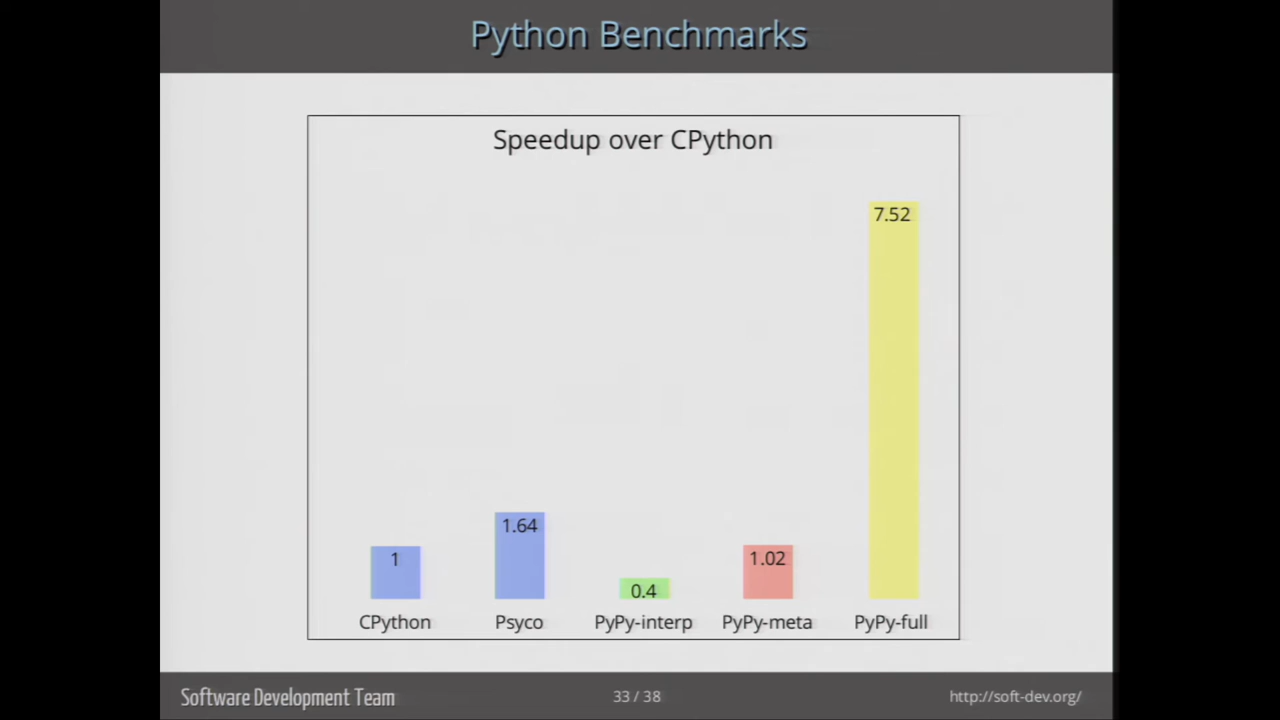 Python Benchmarks
Speedup over CPython
7.52
1.64
1
1.02
0.4
CPython Psyco PyPy-interp PyPy-meta PyPy-full
Software Development Team 33 / 38 http://soft-dev.org/